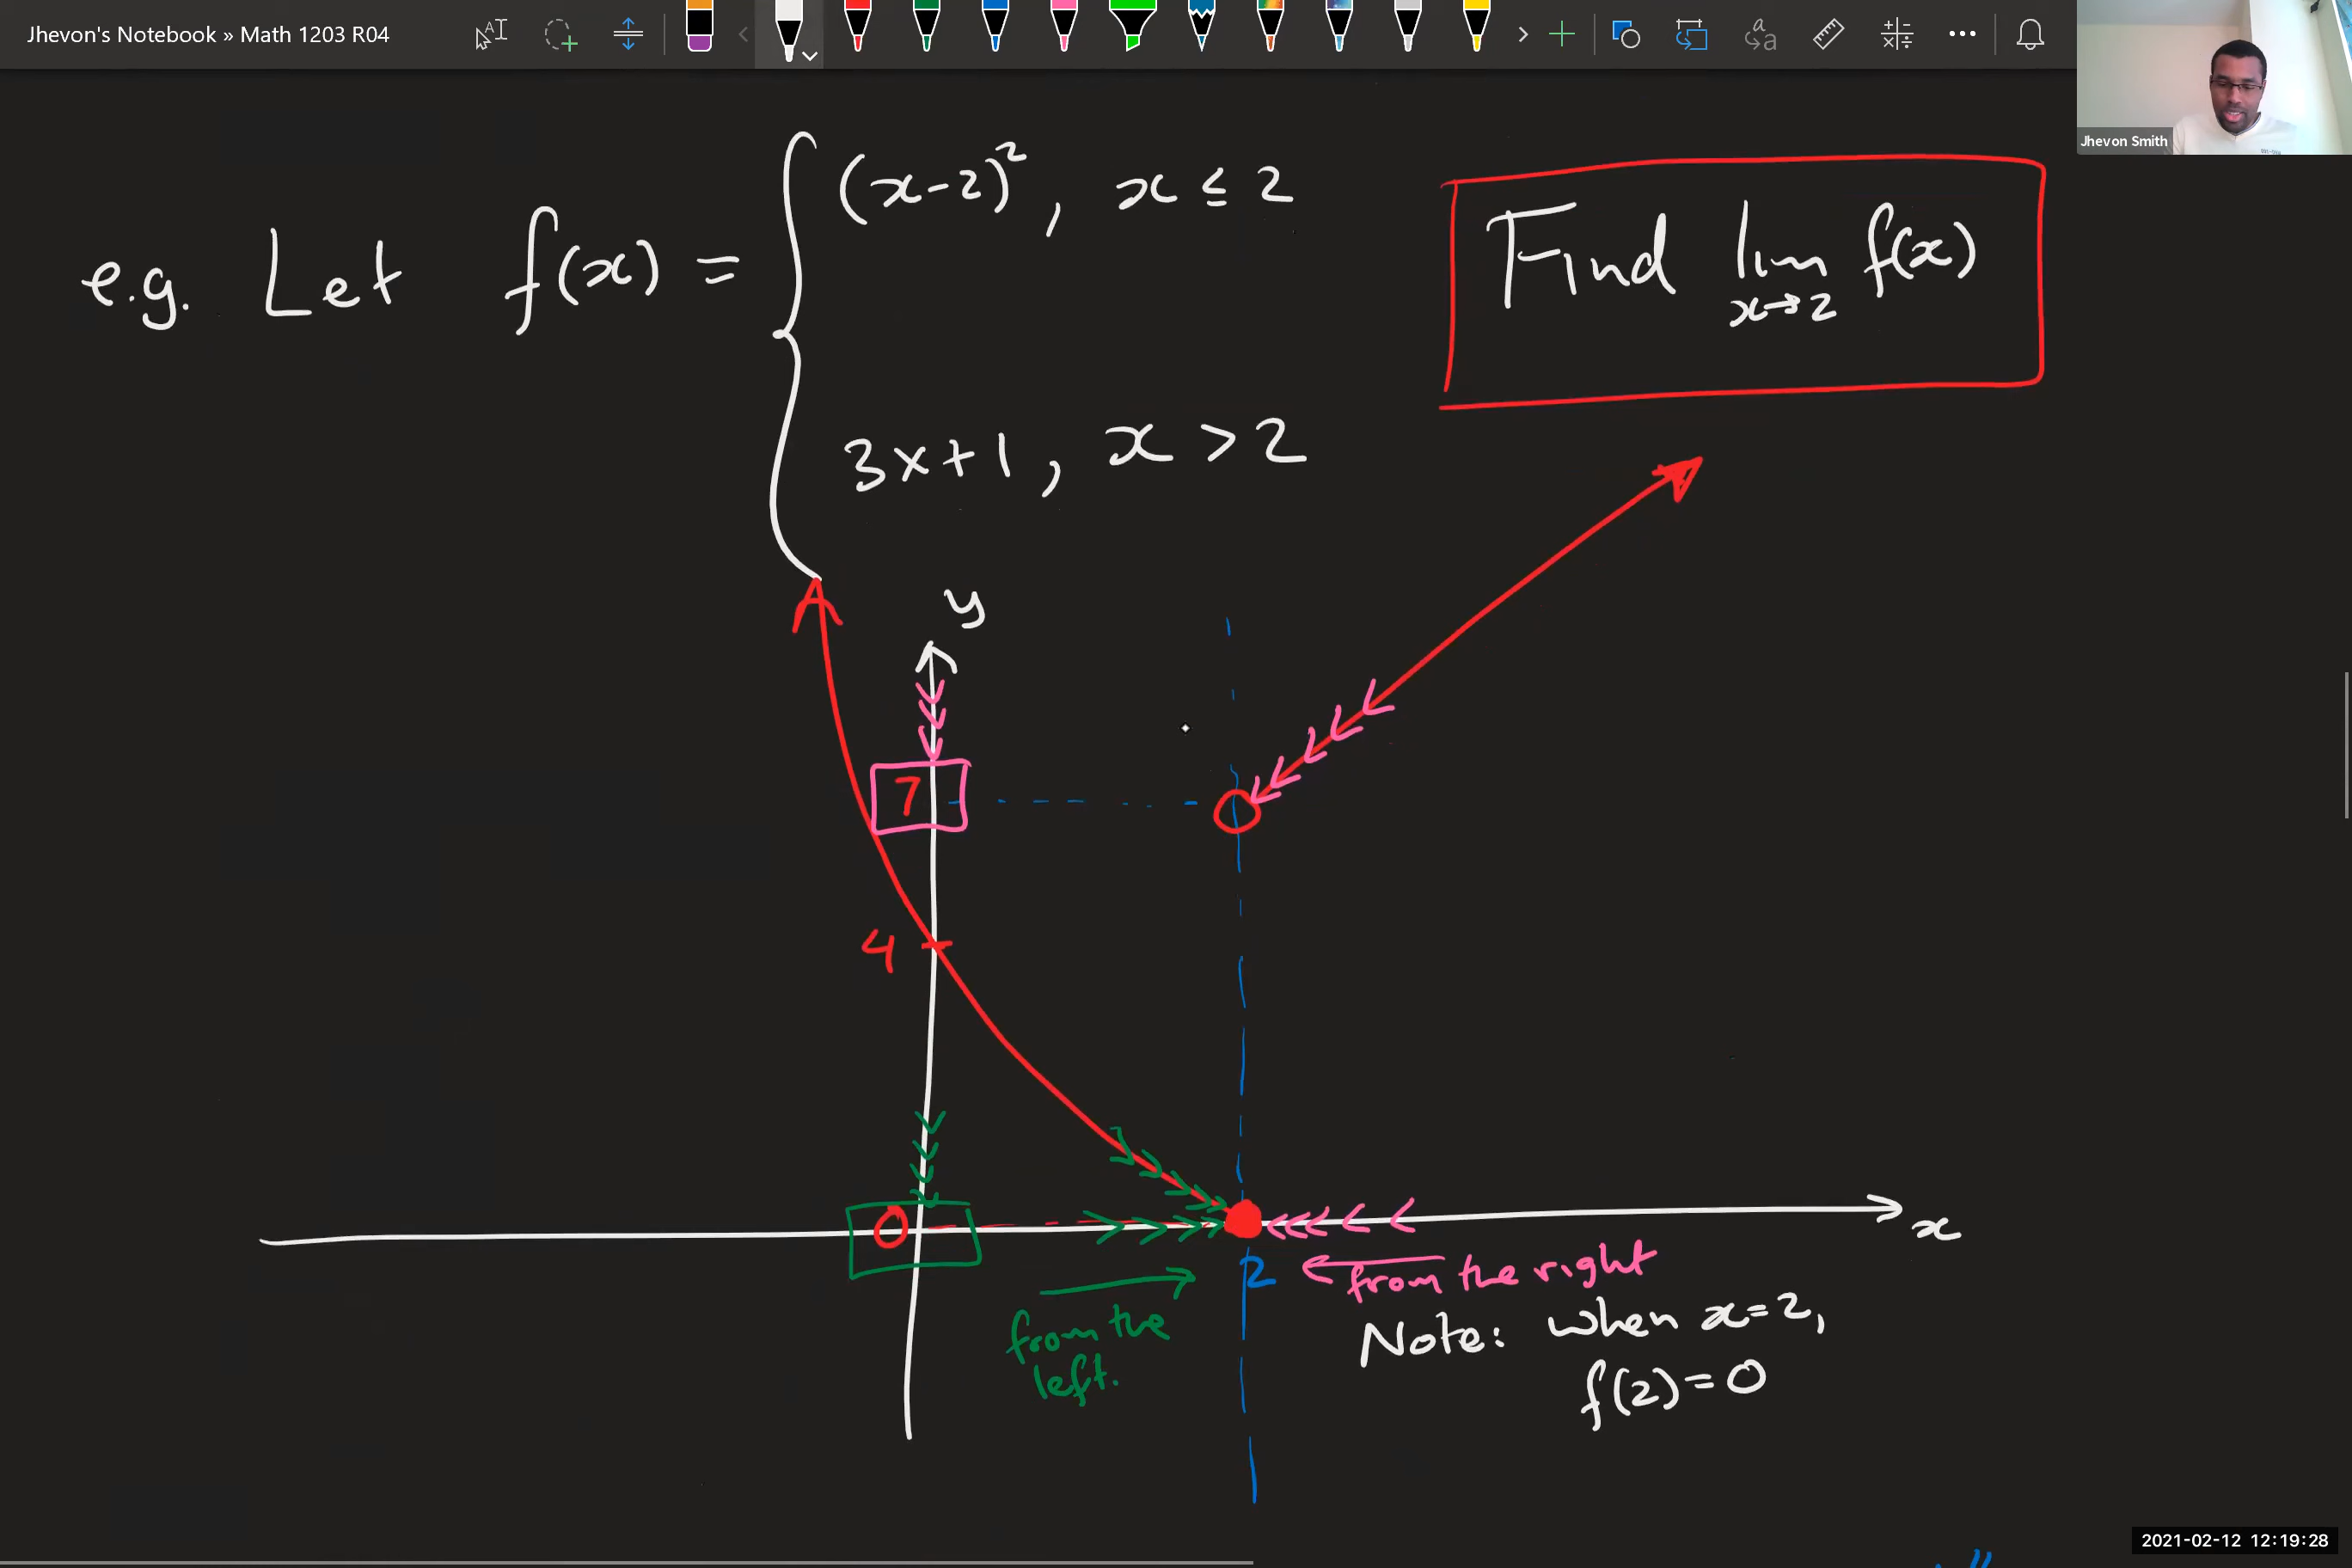 Jhevon's Notebook » Math 1203 R04
Jhevon Smith
e.g. Let f(x) = { (x-2)², x ≤ 2
3x+1, x > 2
Find lim f(x)
x→2
y
7
4
0
2
x
from the right
from the
left.
Note: when x=2,
f(2)=0
2021-02-12 12:19:28